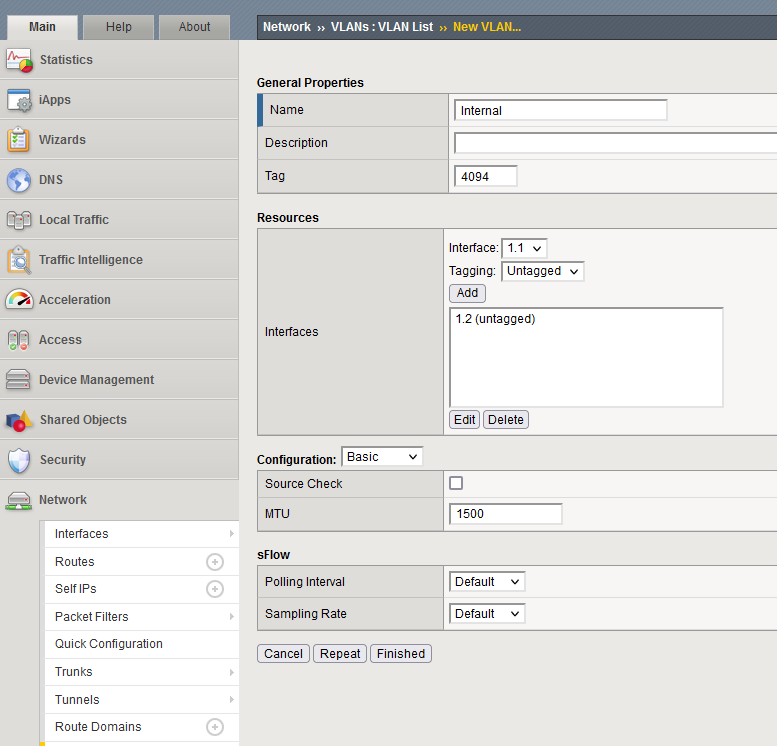 Main Help About
Network ›› VLANs : VLAN List ›› New VLAN...
Statistics
iApps
Wizards
DNS
Local Traffic
Traffic Intelligence
Acceleration
Access
Device Management
Shared Objects
Security
Network
Interfaces
Routes
Self IPs
Packet Filters
Quick Configuration
Trunks
Tunnels
Route Domains
General Properties
Name Internal
Description
Tag 4094
Resources
Interfaces
Interface: 1.1
Tagging: Untagged
Add
1.2 (untagged)
Edit Delete
Configuration: Basic
Source Check
MTU 1500
sFlow
Polling Interval Default
Sampling Rate Default
Cancel Repeat Finished